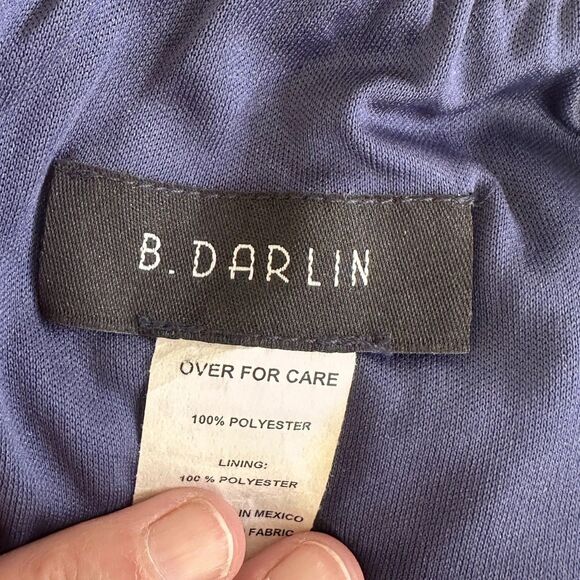 B. DARLIN
OVER FOR CARE
100% POLYESTER
LINING:
100 % POLYESTER
IN MEXICO
FABRIC